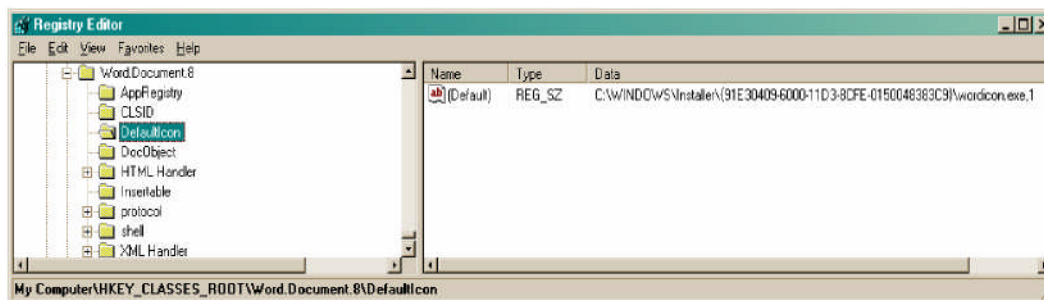 Registry Editor
File Edit View Favorites Help
Word.Document.8
AppRegistry
CLSID
DefaultIcon
DocObject
HTML Handler
Insertable
protocol
shell
XML Handler
Name Type Data
ab (Default) REG_SZ C:\WINDOWS\Installer\{91E30409-6000-11D3-8CFE-0150048383C9}\wordicon.exe,1
My Computer\HKEY_CLASSES_ROOT\Word.Document.8\DefaultIcon